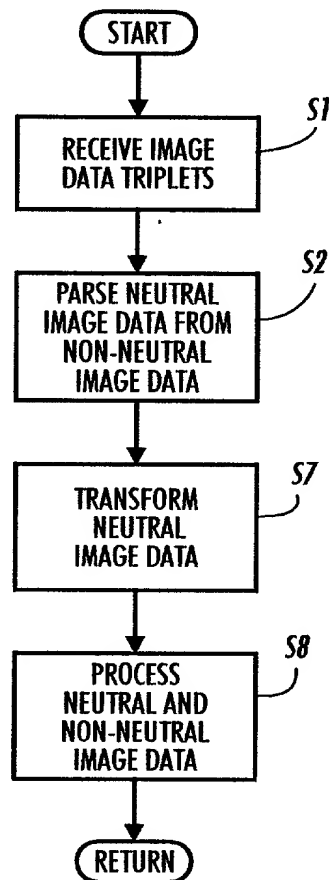 START
S1
RECEIVE IMAGE
DATA TRIPLETS
S2
PARSE NEUTRAL
IMAGE DATA FROM
NON-NEUTRAL
IMAGE DATA
S7
TRANSFORM
NEUTRAL
IMAGE DATA
S8
PROCESS
NEUTRAL AND
NON-NEUTRAL
IMAGE DATA
RETURN